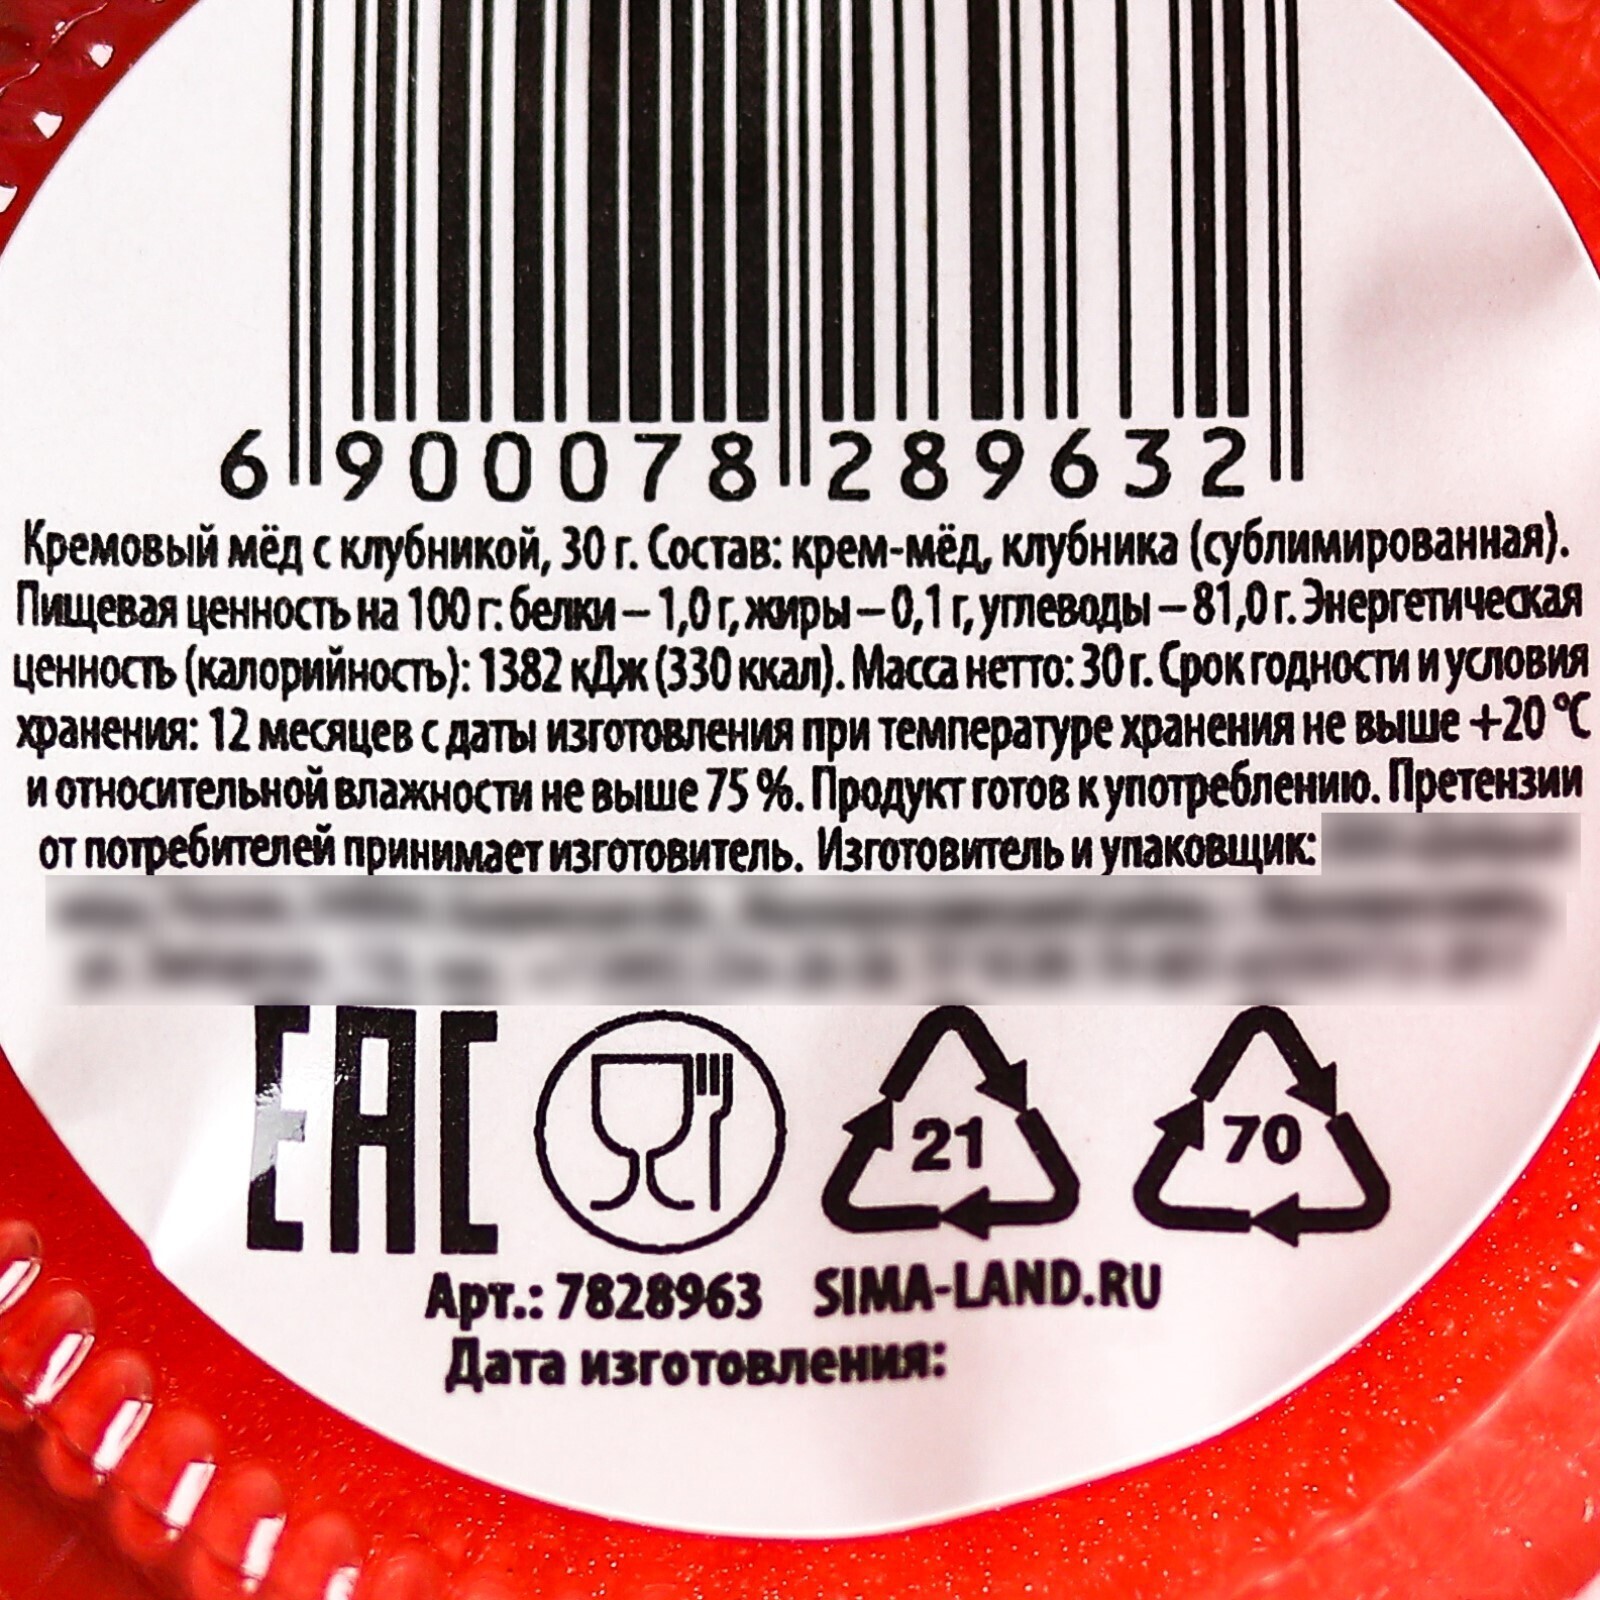 6 900078 289632
Кремовый мёд с клубникой, 30 г. Состав: крем-мёд, клубника (сублимированная).
Пищевая ценность на 100 г: белки – 1,0 г, жиры – 0,1 г, углеводы – 81,0 г. Энергетическая
ценность (калорийность): 1382 кДж (330 ккал). Масса нетто: 30 г. Срок годности и условия
хранения: 12 месяцев с даты изготовления при температуре хранения не выше +20 °С
и относительной влажности не выше 75 %. Продукт готов к употреблению. Претензии
от потребителей принимает изготовитель. Изготовитель и упаковщик:
ЕАС 21 70
Арт.: 7828963 SIMA-LAND.RU
Дата изготовления: